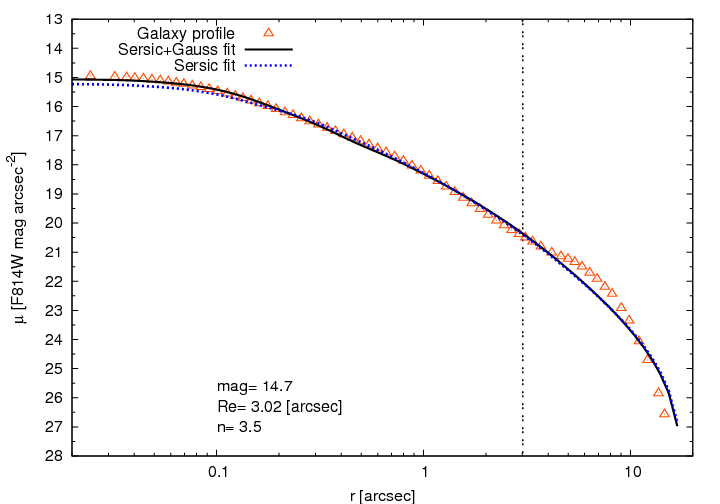 Galaxy profile
Sersic+Gauss fit
Sersic fit
13
14
15
16
17
18
19
20
21
22
23
24
25
26
27
28
μ [F814W mag arcsec-2]
mag= 14.7
Re= 3.02 [arcsec]
n= 3.5
0.1 1 10
r [arcsec]